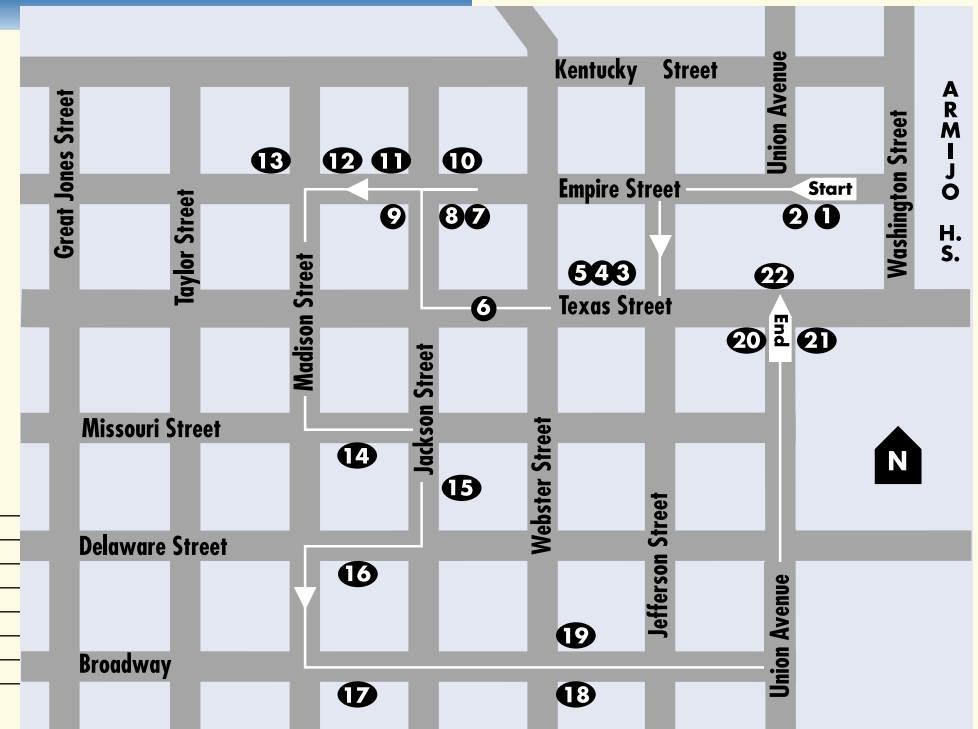 Kentucky Street
Union Avenue
ARMIJO H.S.
Great Jones Street
Washington Street
13
12
11
10
Empire Street
Start
Taylor Street
9
8
7
2
1
Madison Street
5
4
3
22
6
Texas Street
End
20
21
Jackson Street
Missouri Street
14
Webster Street
N
15
Jefferson Street
Delaware Street
16
Union Avenue
19
Broadway
17
18